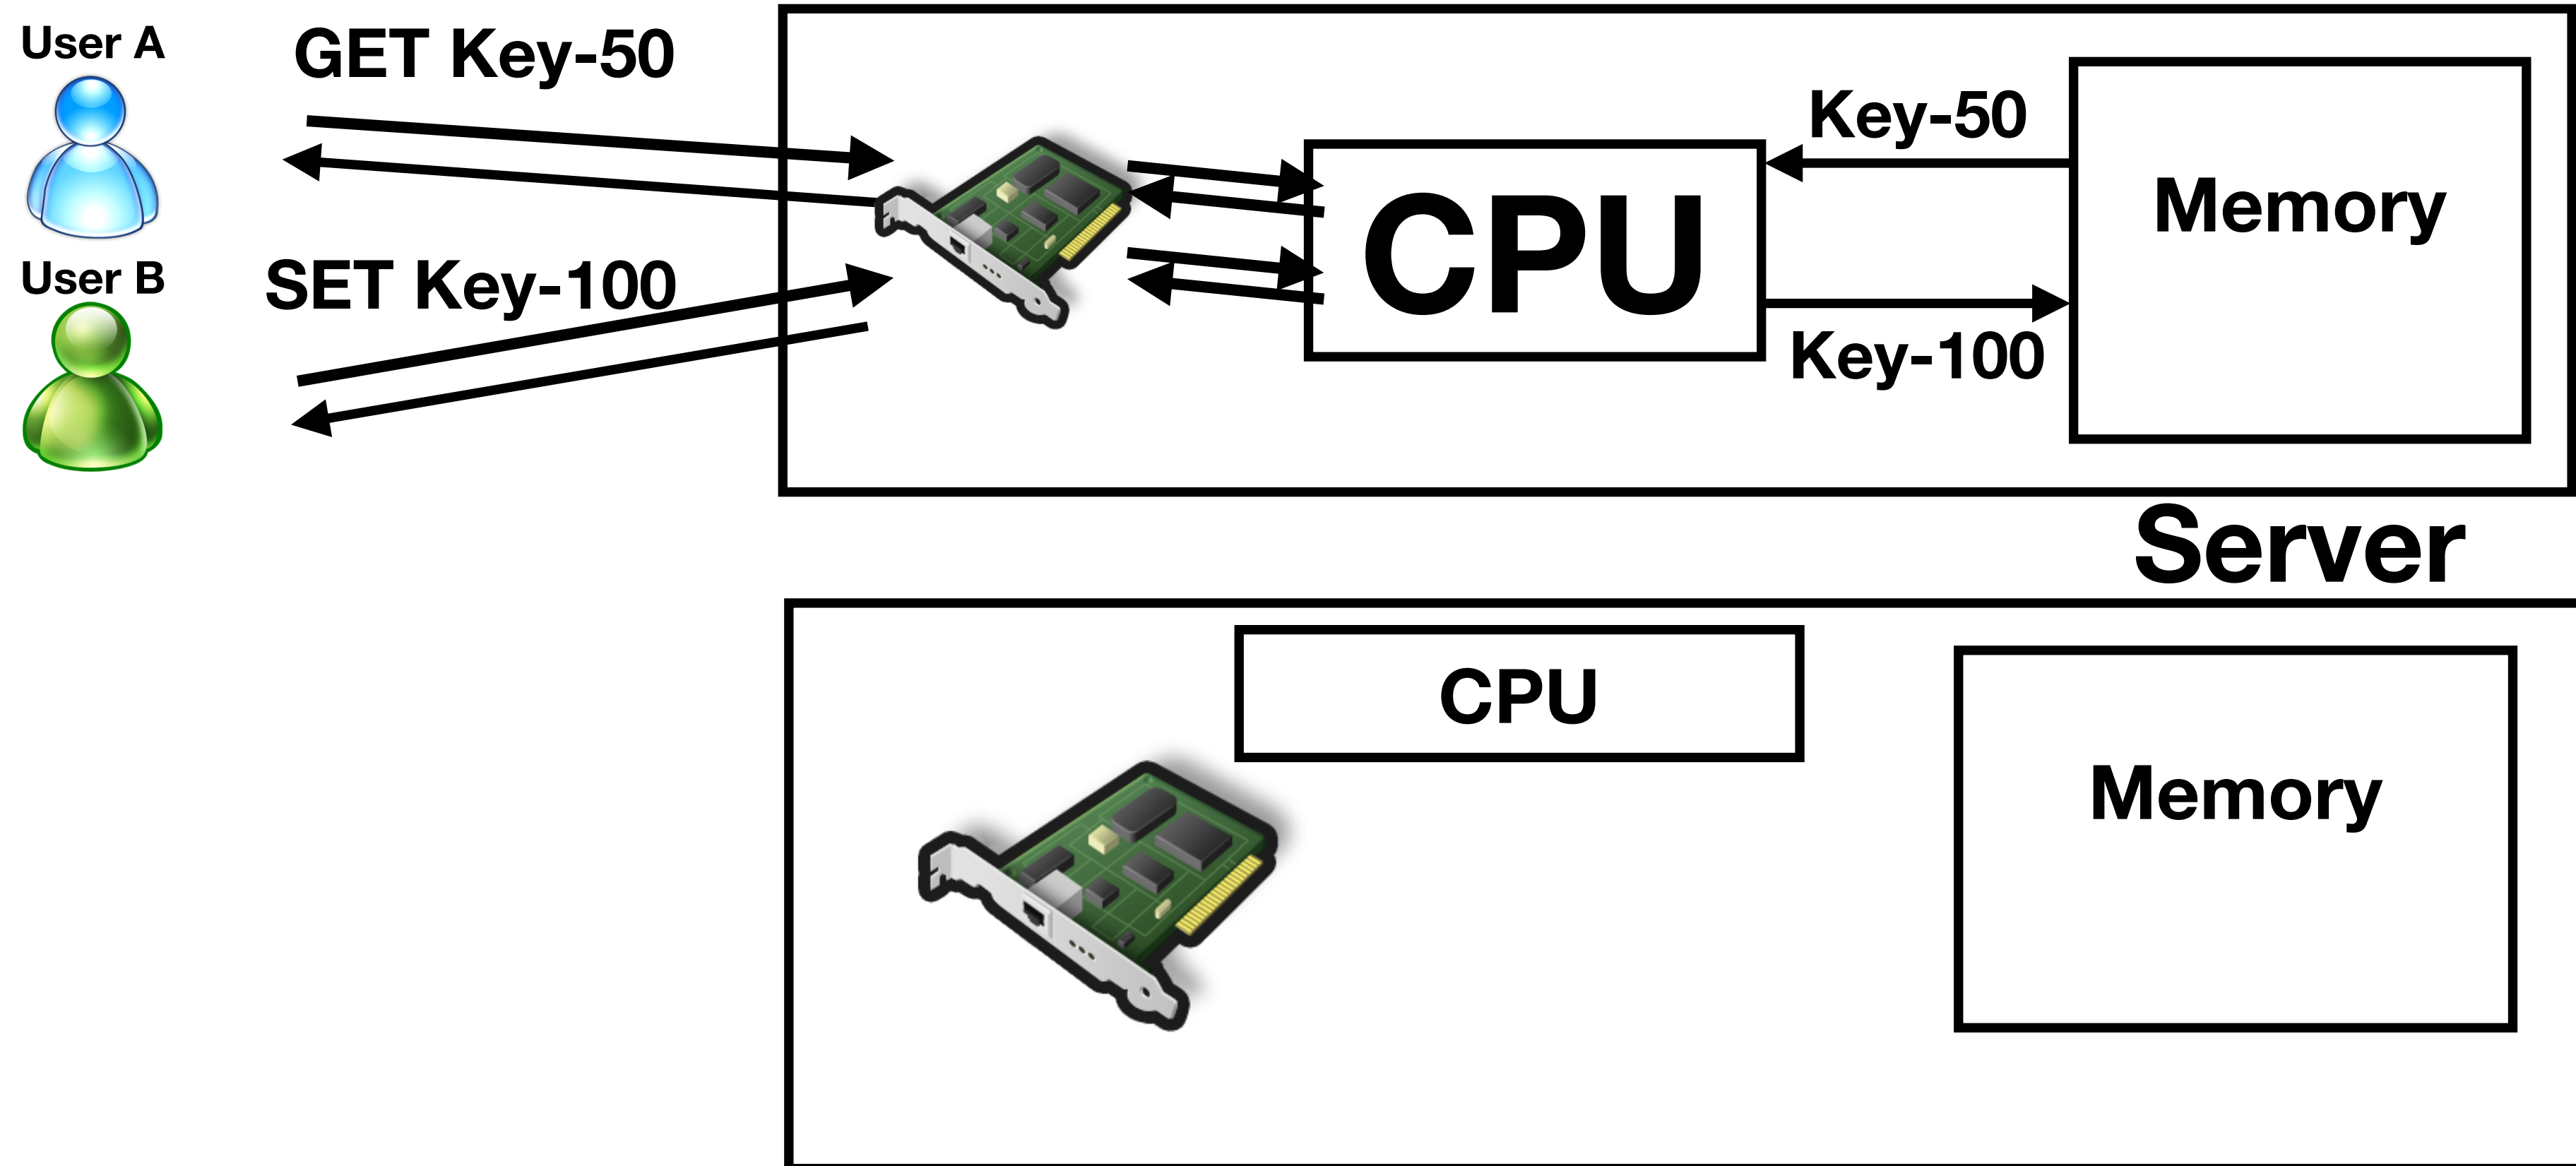 User A
GET Key-50
Key-50
CPU
Memory
User B
SET Key-100
Key-100
Server
CPU
Memory